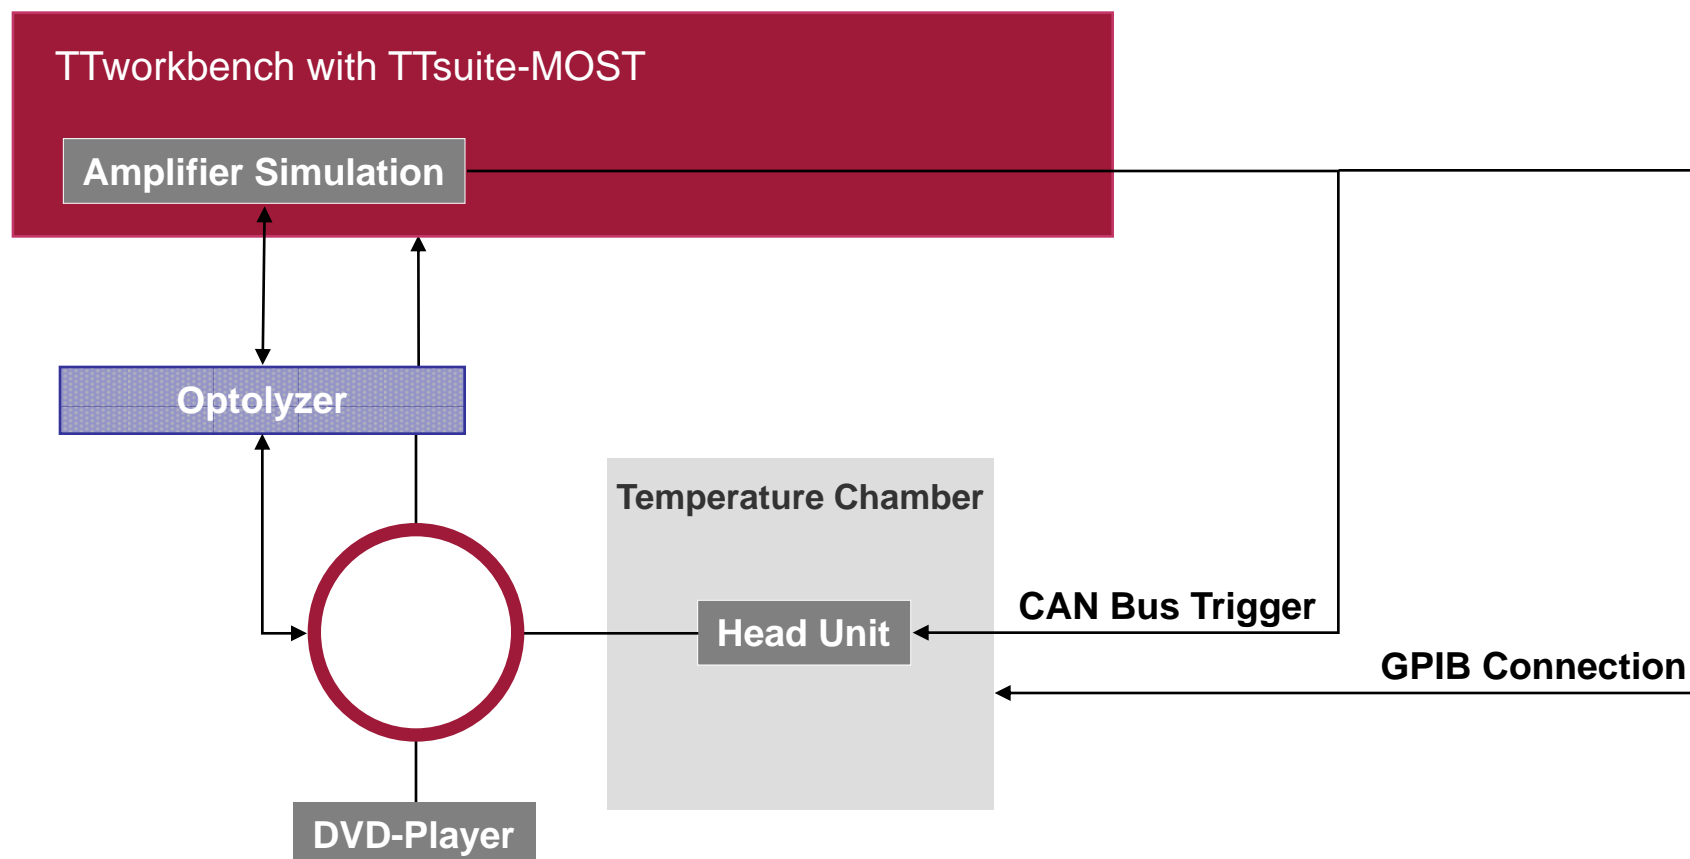 TTworkbench with TTsuite-MOST
Amplifier Simulation
Optolyzer
Temperature Chamber
CAN Bus Trigger
Head Unit
GPIB Connection
DVD-Player